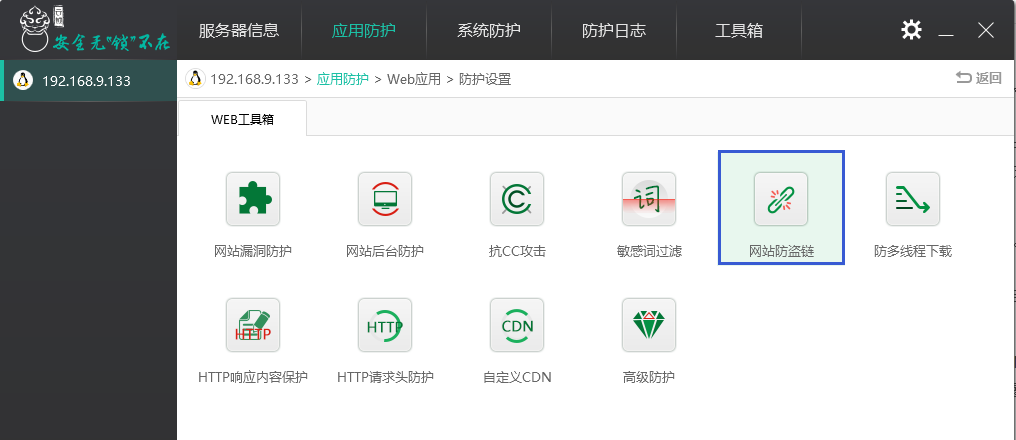 服务器信息 应用防护 系统防护 防护日志 工具箱
安全无“锁”不在
192.168.9.133
192.168.9.133 > 应用防护 > Web应用 > 防护设置 返回
WEB工具箱
词
网站漏洞防护 网站后台防护 抗CC攻击 敏感词过滤 网站防盗链 防多线程下载
HTTP HTTP CDN
HTTP响应内容保护 HTTP请求头防护 自定义CDN 高级防护